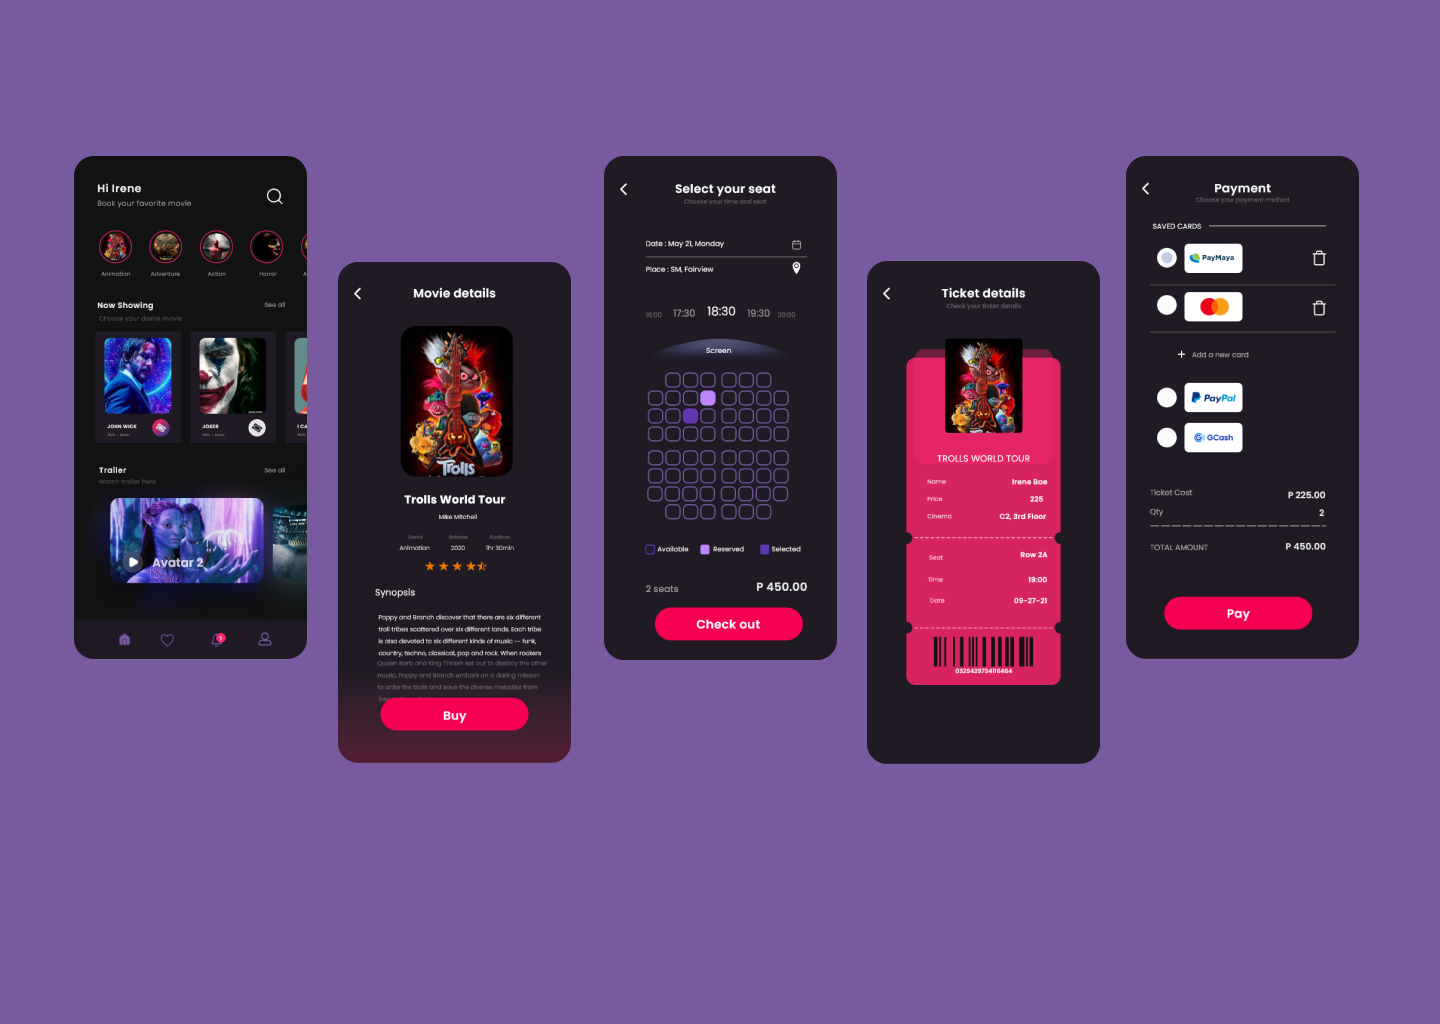 Hi Irene
Book your favorite movie
Animation Adventure Action Horror A
Now Showing See all
Choose your desire movie
JOHN WICK JOKER I CA
Trailer See all
Watch trailer here
Avatar 2
1
Movie details
Trolls
Trolls World Tour
Mike Mitchell
Genre Release Runtime
Animation 2020 1hr 30min
Synopsis
Poppy and Branch discover that there are six different
troll tribes scattered over six different lands. Each tribe
is also devoted to six different kinds of music -- funk,
country, techno, classical, pop and rock. When rockers
Queen Barb and King Thrash set out to destroy the other
music, Poppy and Branch embark on a daring mission
to unite the trolls and save the diverse melodies from
Buy
Select your seat
Choose your time and seat
Date : May 21, Monday
Place : SM, Fairview
16:00 17:30 18:30 19:30 20:00
Screen
Available Reserved Selected
2 seats P 450.00
Check out
Ticket details
Check your ticket details
TROLLS WORLD TOUR
Name Irene Bae
Price 225
Cinema C2, 3rd Floor
Seat Row 2A
Time 19:00
Date 09-27-21
0329439794116464
Payment
Choose your payment method
SAVED CARDS
PayMaya
+ Add a new card
PayPal
GCash
Ticket Cost P 225.00
Qty 2
TOTAL AMOUNT P 450.00
Pay